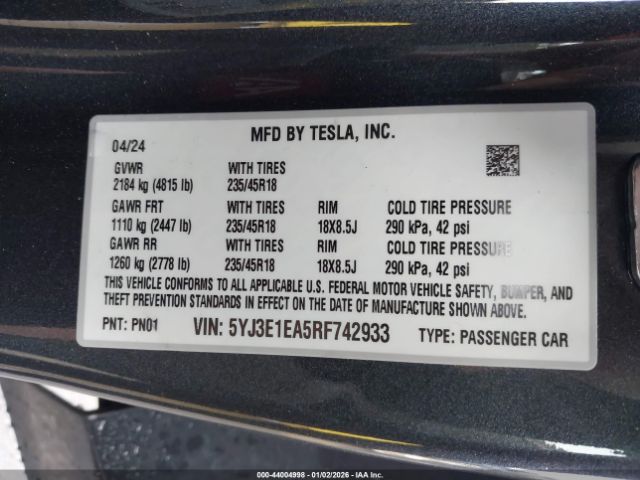 MFD BY TESLA, INC.
04/24
GVWR WITH TIRES
2184 kg (4815 lb) 235/45R18
GAWR FRT WITH TIRES RIM COLD TIRE PRESSURE
1110 kg (2447 lb) 235/45R18 18X8.5J 290 kPa, 42 psi
GAWR RR WITH TIRES RIM COLD TIRE PRESSURE
1260 kg (2778 lb) 235/45R18 18X8.5J 290 kPa, 42 psi
THIS VEHICLE CONFORMS TO ALL APPLICABLE U.S. FEDERAL MOTOR VEHICLE SAFETY, BUMPER, AND
THEFT PREVENTION STANDARDS IN EFFECT ON THE DATE OF MANUFACTURE SHOWN ABOVE.
PNT: PN01 VIN: 5YJ3E1EA5RF742933 TYPE: PASSENGER CAR
000-44004998 - 01/02/2026 - IAA Inc.